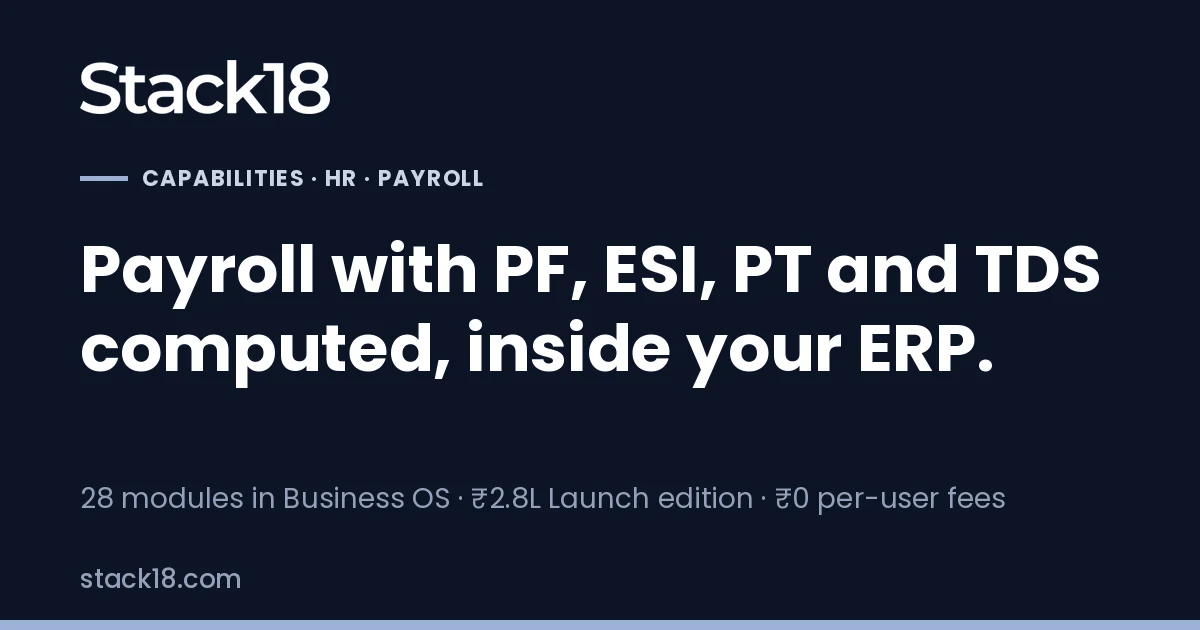 Stack18
CAPABILITIES · HR · PAYROLL
Payroll with PF, ESI, PT and TDS
computed, inside your ERP.
28 modules in Business OS · ₹2.8L Launch edition · ₹0 per-user fees
stack18.com